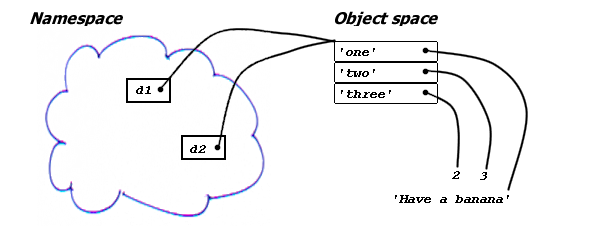 Namespace
Object space
'one'
d1
'two'
'three'
d2
2
3
'Have a banana'